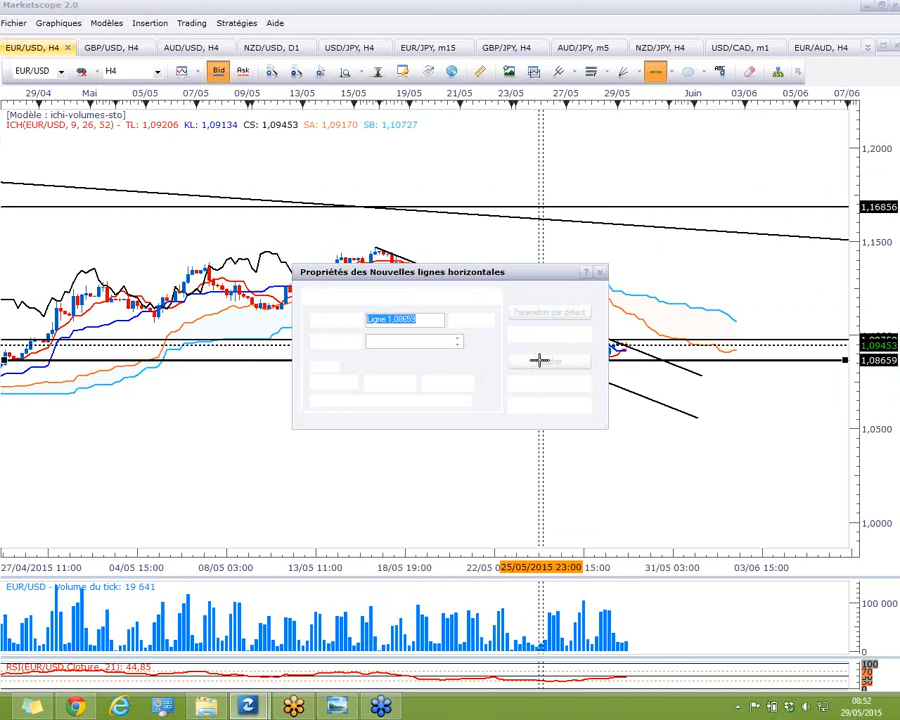 Marketscope 2.0
Fichier Graphiques Modèles Insertion Trading Stratégies Aide
EUR/USD, H4 GBP/USD, H4 AUD/USD, H4 NZD/USD, D1 USD/JPY, H4 EUR/JPY, m15 GBP/JPY, H4 AUD/JPY, m5 NZD/JPY, H4 USD/CAD, m1 EUR/AUD, H4
EUR/USD H4 Bid Ask
29/04 Mai 05/05 07/05 09/05 13/05 15/05 19/05 21/05 23/05 27/05 29/05 Juin 03/06 05/06 07/06
[Modèle : ichi-volumes-sto]
ICH(EUR/USD, 9, 26, 52) - TL: 1,09206 KL: 1,09134 CS: 1,09453 SA: 1,09170 SB: 1,10727
1,2000
1,16856
1,1500
Propriétés des Nouvelles lignes horizontales
Paramétrer par défaut
Ligne 1.08659
1,09453
1,08659
1,0500
1,0000
27/04/2015 11:00 04/05 15:00 08/05 23:00 13/05 11:00 18/05 19:00 22/05 25/05/2015 23:00 15:00 31/05 23:00 03/06 15:00
EUR/USD - Volume du tick: 19 641
100 000
0
RSI(EUR/USD.Cloture, 21): 44,85
100
70
08:52
29/05/2015